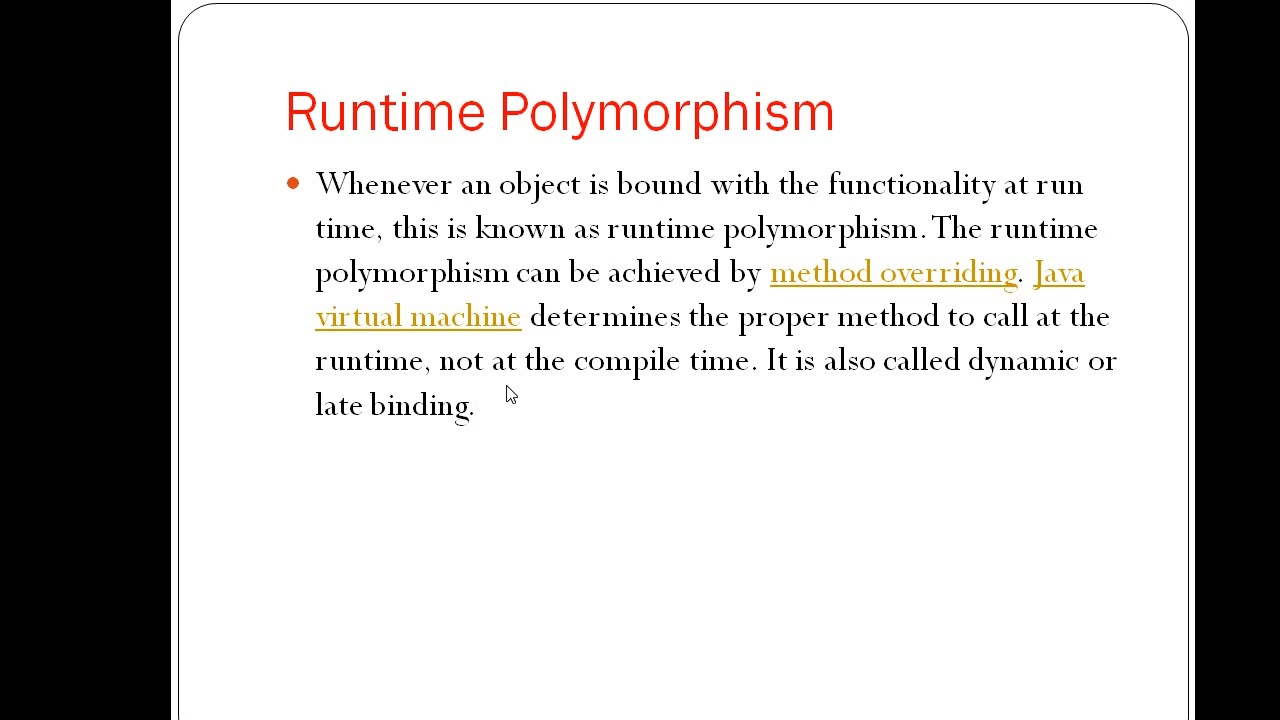 Runtime Polymorphism
• Whenever an object is bound with the functionality at run
time, this is known as runtime polymorphism. The runtime
polymorphism can be achieved by method overriding. Java
virtual machine determines the proper method to call at the
runtime, not at the compile time. It is also called dynamic or
late binding.